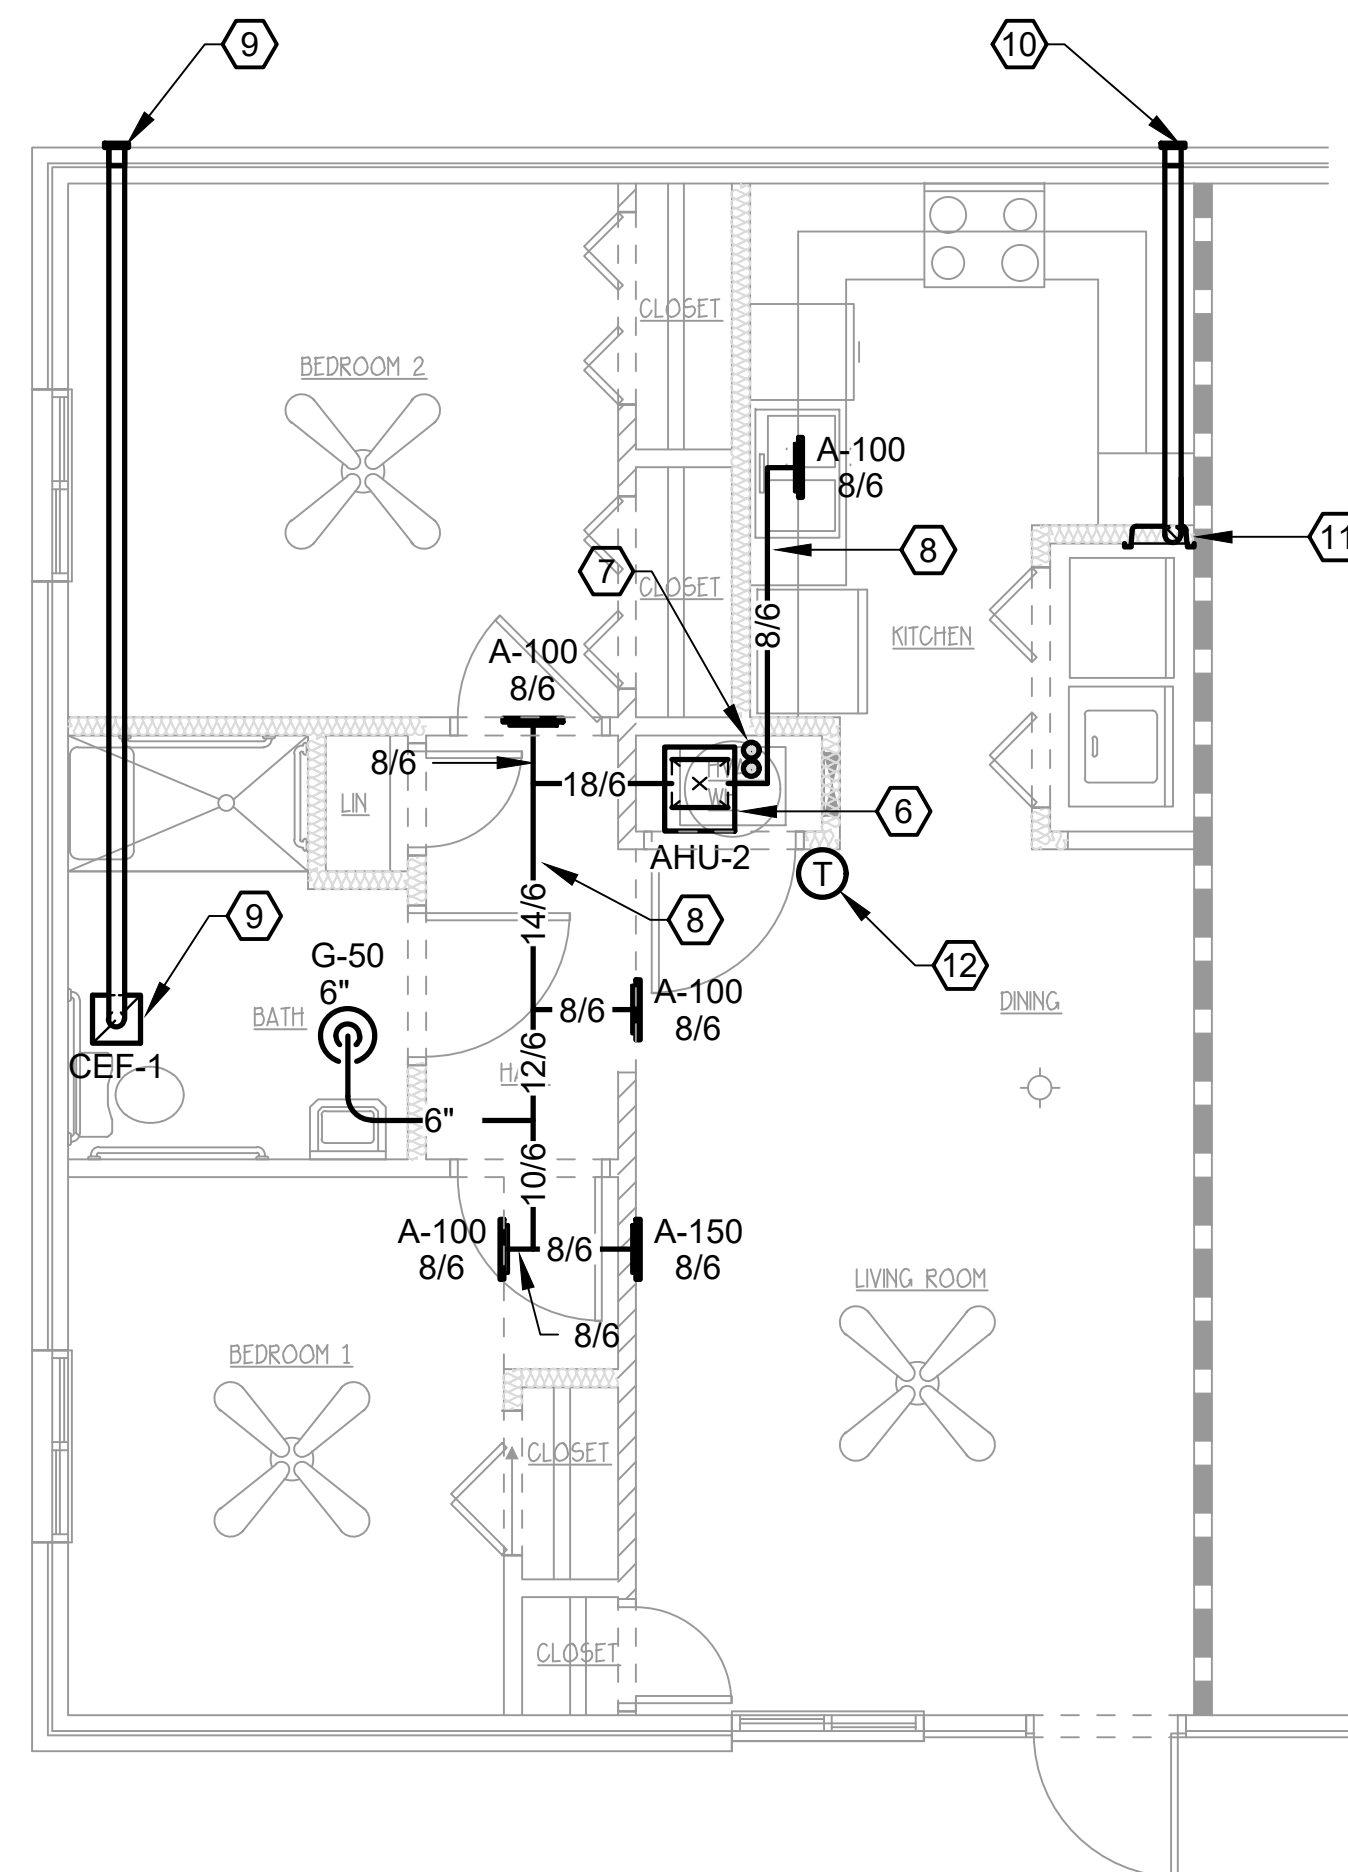 9
10
CLOSET
BEDROOM 2
A-100
8/6
11
8
7
CLOSET
8/6
KITCHEN
A-100
8/6
8/6
18/6
LIN
6
AHU-2
T
14/6
9
8
G-50
6"
12
A-100
8/6
8/6
DINING
BATH
CEF-1
12/6
6"
10/6
A-100
8/6
8/6
A-150
8/6
LIVING ROOM
8/6
BEDROOM 1
CLOSET
CLOSET